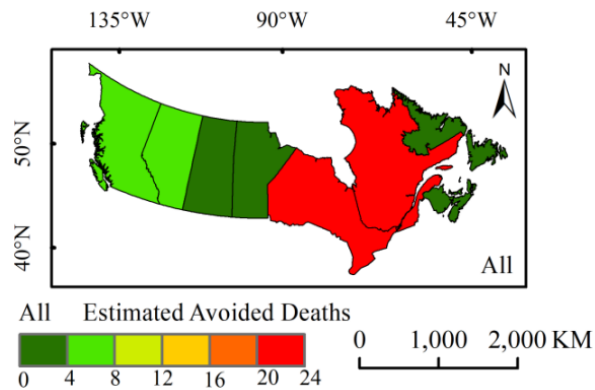 135°W 90°W 45°W
N
50°N
40°N
All
All Estimated Avoided Deaths
0 4 8 12 16 20 24
0 1,000 2,000 KM